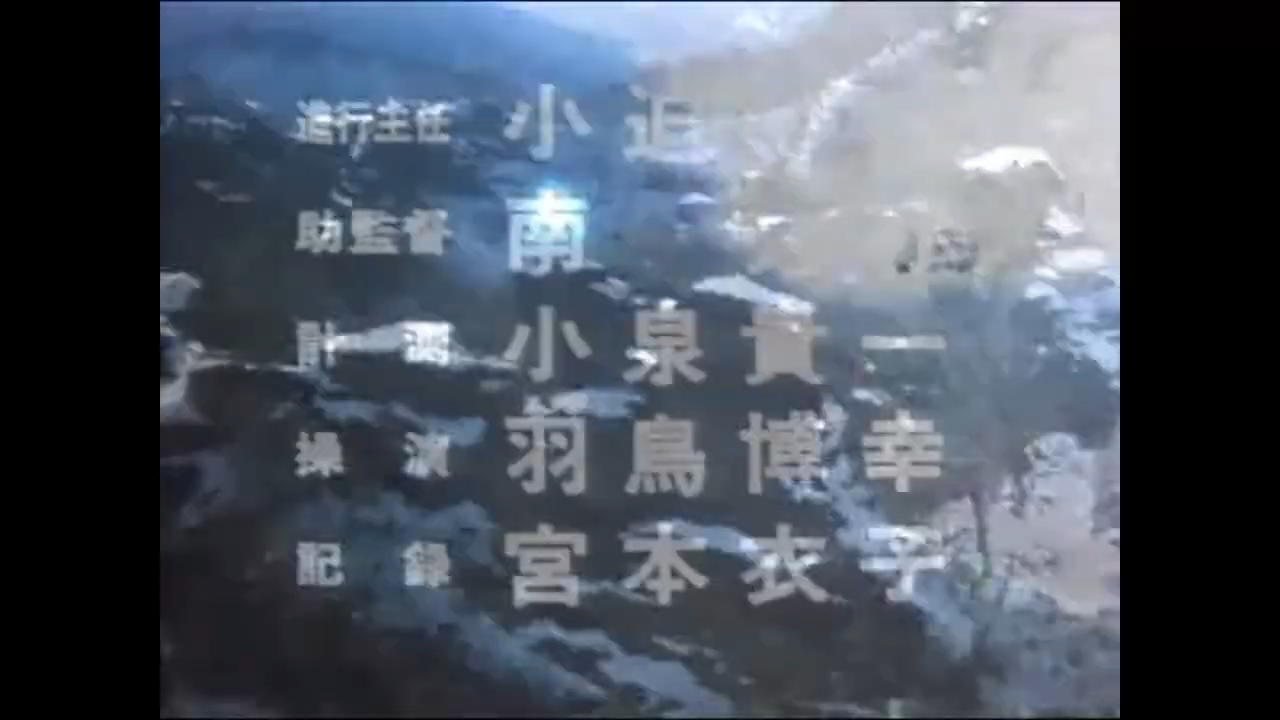 進行主任 小迫
助監督 南
計測 小泉貴一
操演 羽鳥博幸
記録 宮本衣子